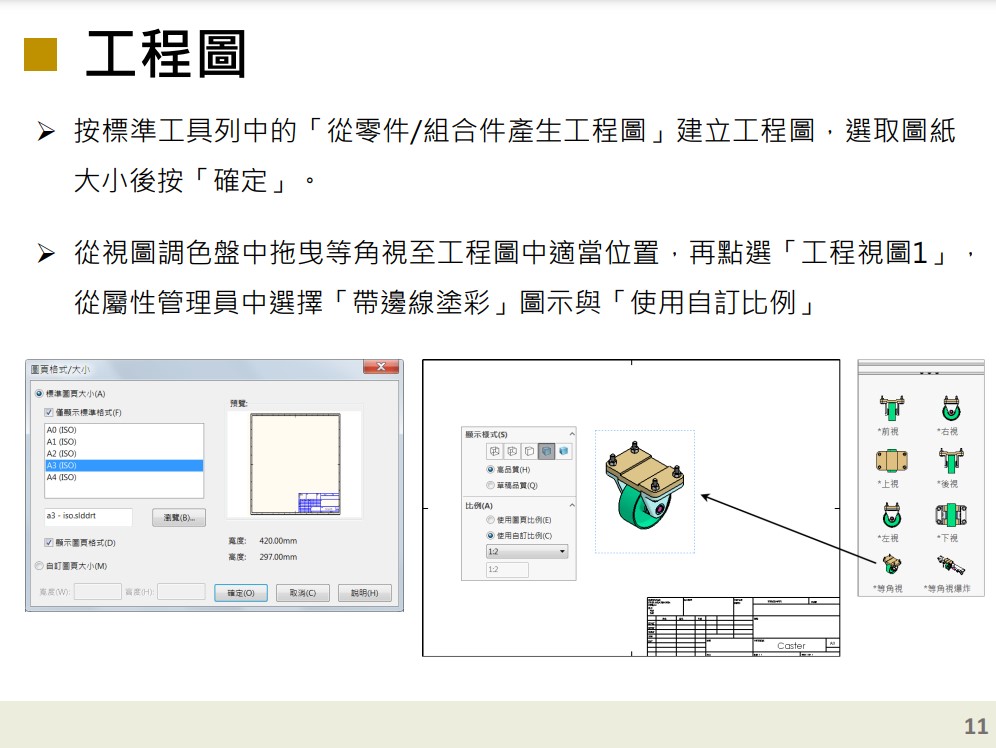 工程圖
按標準工具列中的「從零件/組合件產生工程圖」建立工程圖，選取圖紙
大小後按「確定」。
從視圖調色盤中拖曳等角視至工程圖中適當位置，再點選「工程視圖1」，
從屬性管理員中選擇「帶邊線塗彩」圖示與「使用自訂比例」
圖頁格式/大小
標準圖頁大小(A)
僅顯示標準格式(F)
A0 (ISO)
A1 (ISO)
A2 (ISO)
A3 (ISO)
A4 (ISO)
a3 - iso.slddrt
瀏覽(B)...
顯示圖頁格式(D)
自訂圖頁大小(M)
寬度(W):
高度(H):
預覽:
寬度: 420.00mm
高度: 297.00mm
確定(O)
取消(C)
說明(H)
顯示樣式(S)
高品質(H)
草稿品質(Q)
比例(A)
使用圖頁比例(E)
使用自訂比例(C)
1:2
1:2
Caster
*前視
*右視
*上視
*後視
*左視
*下視
*等角視
*等角視爆炸
11